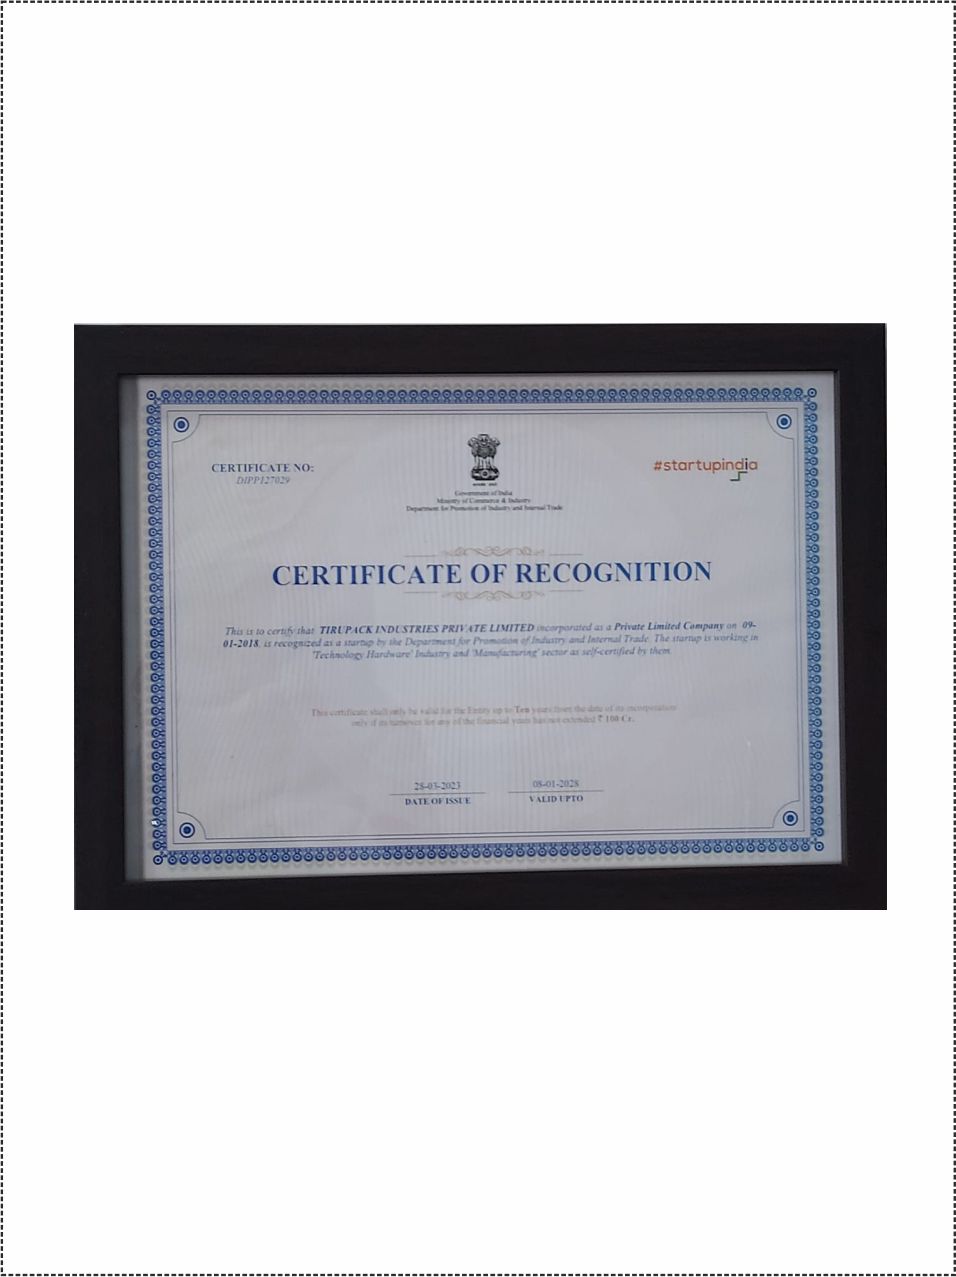 CERTIFICATE NO:
DIPP127029
#startupindia
Government of India
Ministry of Commerce & Industry
Department for Promotion of Industry and Internal Trade
CERTIFICATE OF RECOGNITION
This is to certify that TIRUPACK INDUSTRIES PRIVATE LIMITED incorporated as a Private Limited Company on 09-
01-2018, is recognized as a startup by the Department for Promotion of Industry and Internal Trade. The startup is working in
'Technology Hardware' Industry and 'Manufacturing' sector as self-certified by them.
This certificate shall only be valid for the Entity up to Ten years from the date of its incorporation
only if its turnover for any of the financial years has not exceeded ₹ 100 Cr.
28-03-2023
DATE OF ISSUE
08-01-2028
VALID UPTO